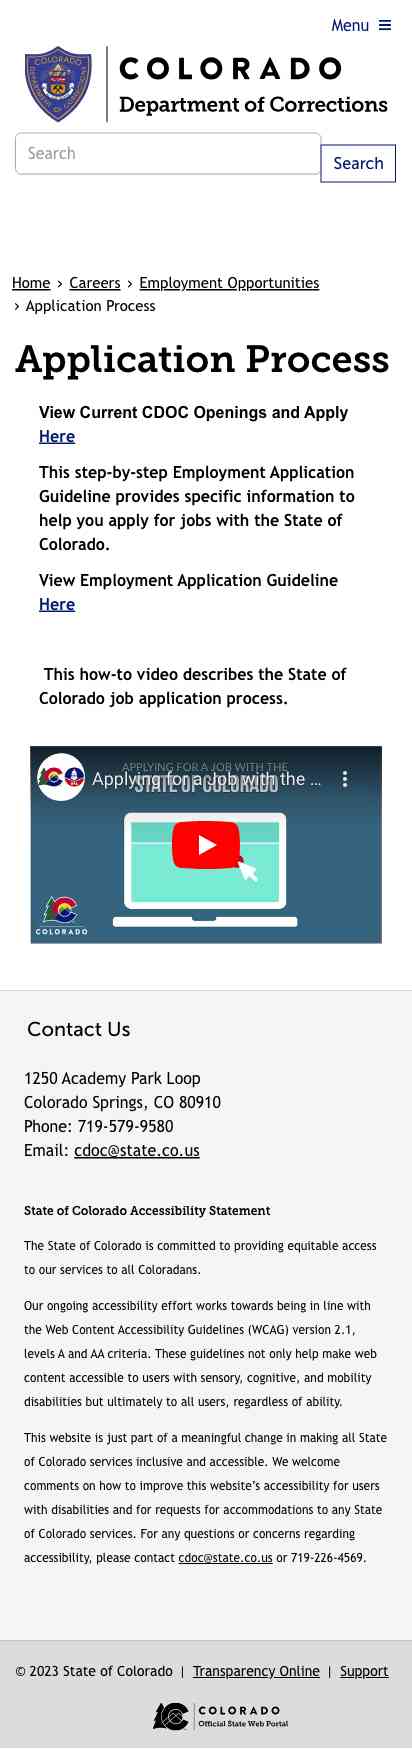 Menu
COLORADO
Department of Corrections
Search
Search
Home › Careers › Employment Opportunities
› Application Process
Application Process
View Current CDOC Openings and Apply
Here
This step-by-step Employment Application
Guideline provides specific information to
help you apply for jobs with the State of
Colorado.
View Employment Application Guideline
Here
This how-to video describes the State of
Colorado job application process.
APPLYING FOR A JOB WITH THE
Applying for a Job with the ...
STATE OF COLORADO
COLORADO
Contact Us
1250 Academy Park Loop
Colorado Springs, CO 80910
Phone: 719-579-9580
Email: cdoc@state.co.us
State of Colorado Accessibility Statement
The State of Colorado is committed to providing equitable access
to our services to all Coloradans.
Our ongoing accessibility effort works towards being in line with
the Web Content Accessibility Guidelines (WCAG) version 2.1,
levels A and AA criteria. These guidelines not only help make web
content accessible to users with sensory, cognitive, and mobility
disabilities but ultimately to all users, regardless of ability.
This website is just part of a meaningful change in making all State
of Colorado services inclusive and accessible. We welcome
comments on how to improve this website's accessibility for users
with disabilities and for requests for accommodations to any State
of Colorado services. For any questions or concerns regarding
accessibility, please contact cdoc@state.co.us or 719-226-4569.
© 2023 State of Colorado | Transparency Online | Support
COLORADO
Official State Web Portal